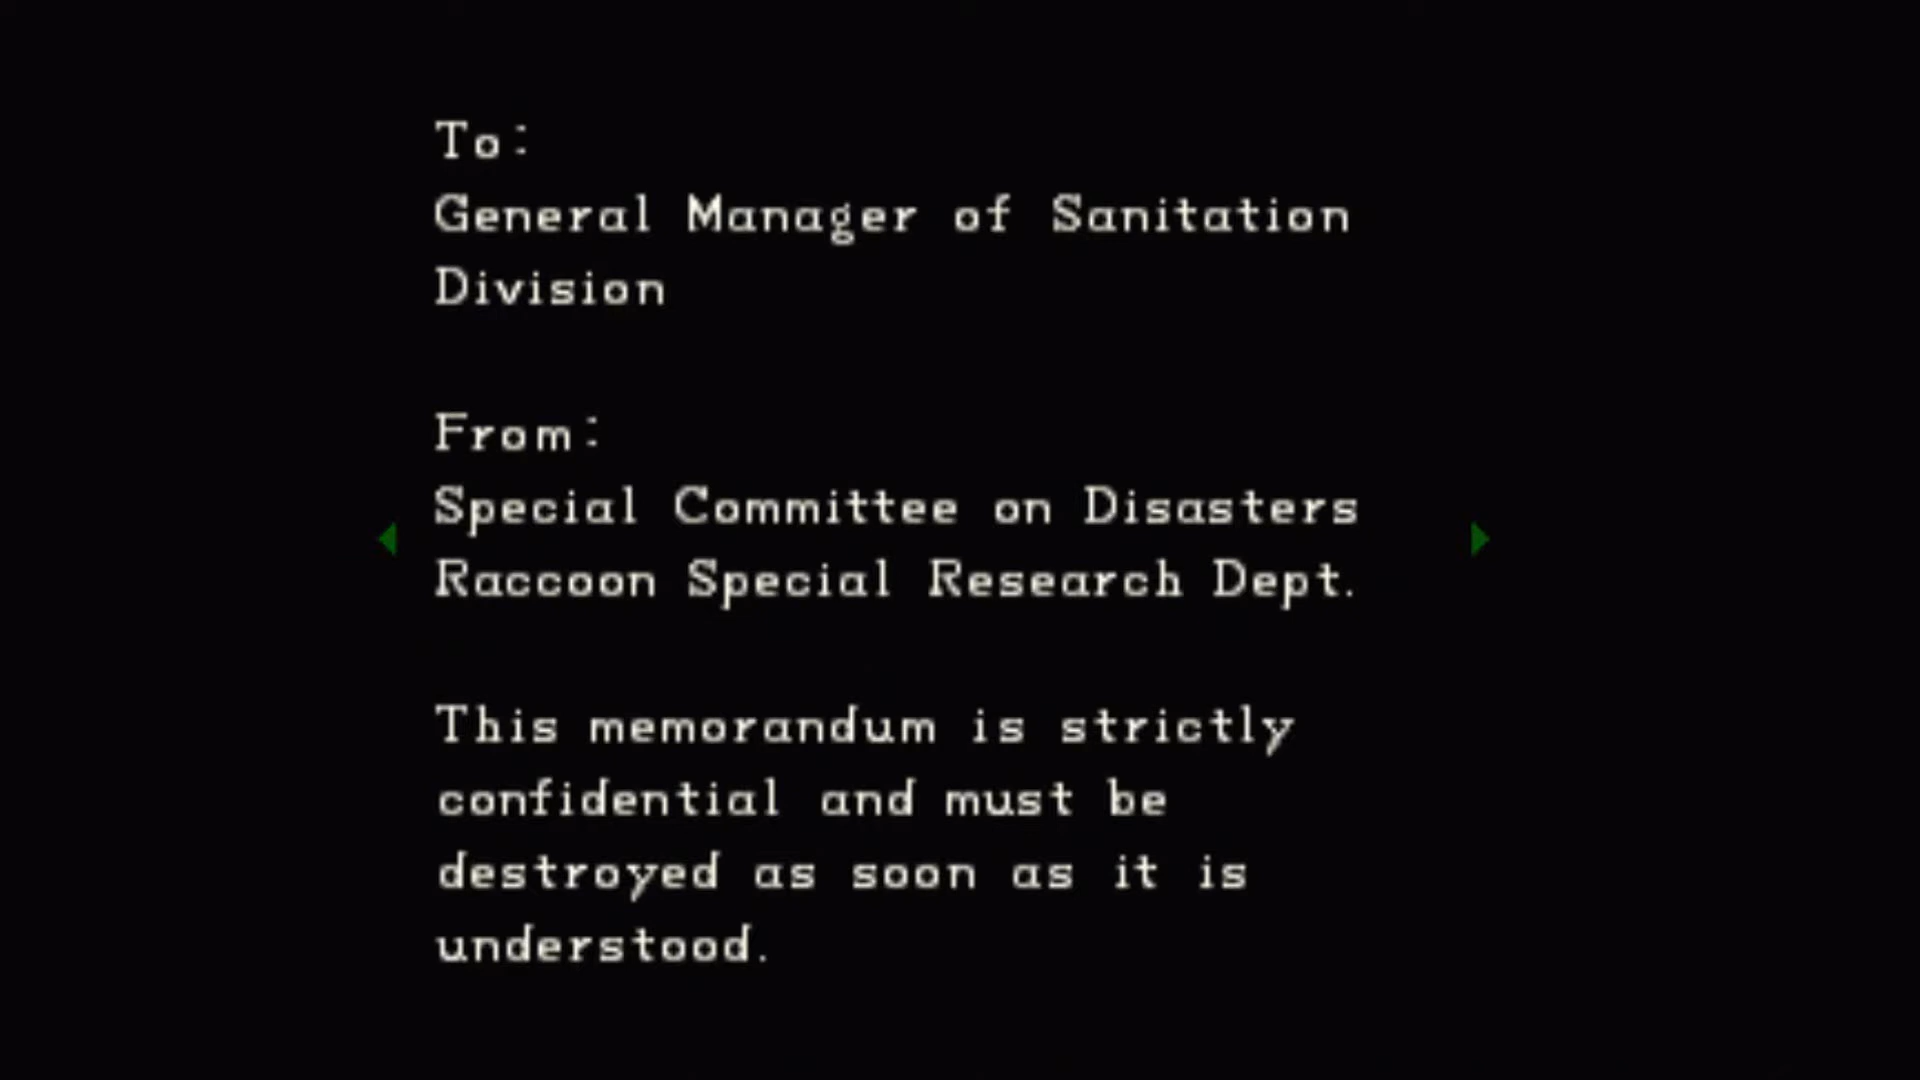 To:
General Manager of Sanitation
Division
From:
Special Committee on Disasters
Raccoon Special Research Dept.
This memorandum is strictly
confidential and must be
destroyed as soon as it is
understood.